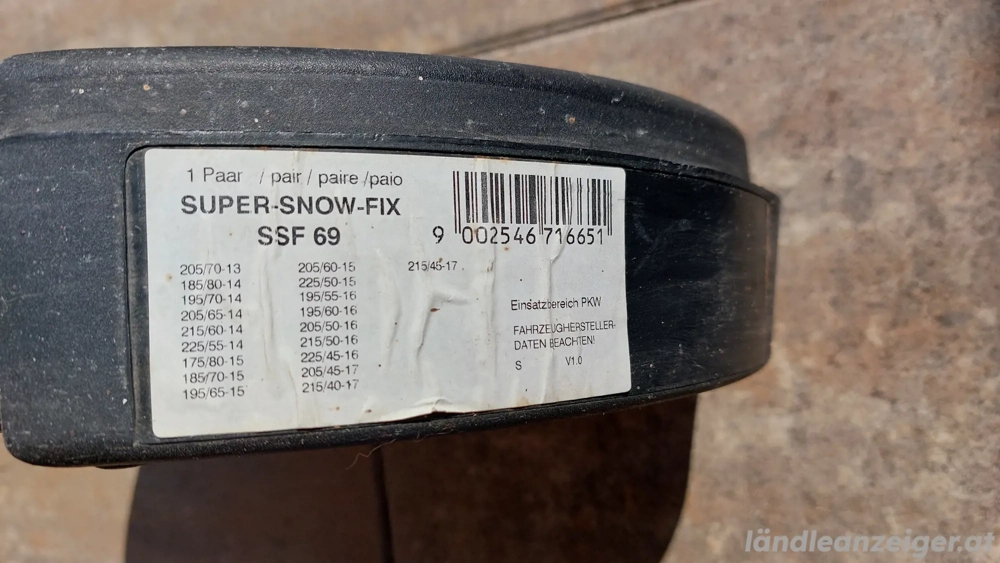 1 Paar / pair / paire /paio
SUPER-SNOW-FIX
SSF 69
9 002546 716651
205/70-13
185/80-14
195/70-14
205/65-14
215/60-14
225/55-14
175/80-15
185/70-15
195/65-15
205/60-15
225/50-15
195/55-16
195/60-16
205/50-16
215/50-16
225/45-16
205/45-17
215/40-17
215/45-17
Einsatzbereich PKW
FAHRZEUGHERSTELLER-
DATEN BEACHTEN!
S V1.0
ländleanzeiger.at